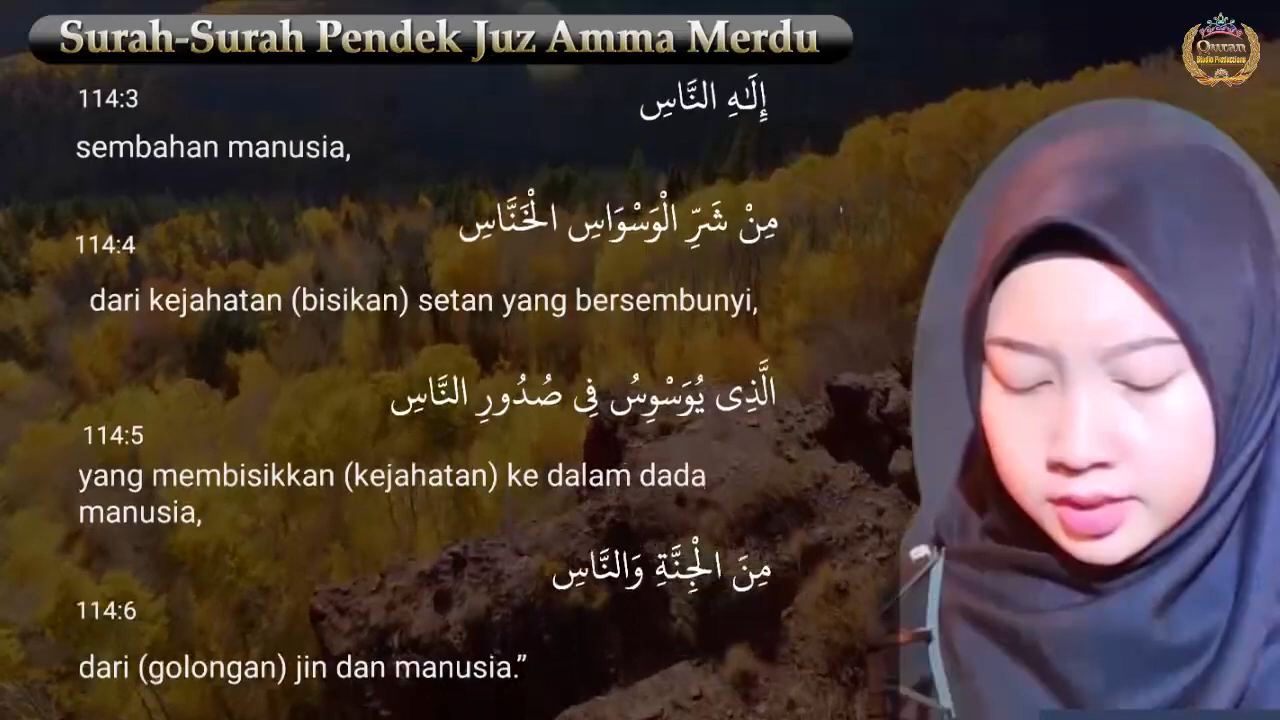 Surah-Surah Pendek Juz Amma Merdu
Quran
Studio Productions
114:3
إِلَٰهِ النَّاسِ
sembahan manusia,
مِنْ شَرِّ الْوَسْوَاسِ الْخَنَّاسِ
114:4
dari kejahatan (bisikan) setan yang bersembunyi,
الَّذِى يُوَسْوِسُ فِى صُدُورِ النَّاسِ
114:5
yang membisikkan (kejahatan) ke dalam dada
manusia,
مِنَ الْجِنَّةِ وَالنَّاسِ
114:6
dari (golongan) jin dan manusia.”